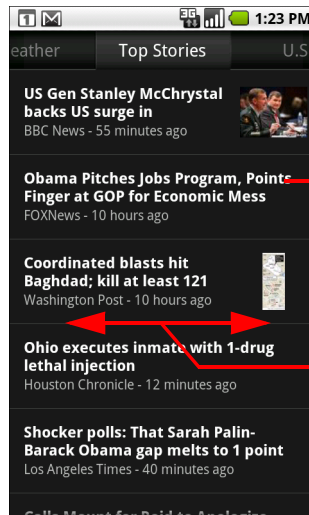 1:23 PM
eather
Top Stories
U.S
US Gen Stanley McChrystal
backs US surge in
BBC News - 55 minutes ago
Obama Pitches Jobs Program, Points
Finger at GOP for Economic Mess
FOXNews - 10 hours ago
Coordinated blasts hit
Baghdad; kill at least 121
Washington Post - 10 hours ago
Ohio executes inmate with 1-drug
lethal injection
Houston Chronicle - 12 minutes ago
Shocker polls: That Sarah Palin-
Barack Obama gap melts to 1 point
Los Angeles Times - 40 minutes ago